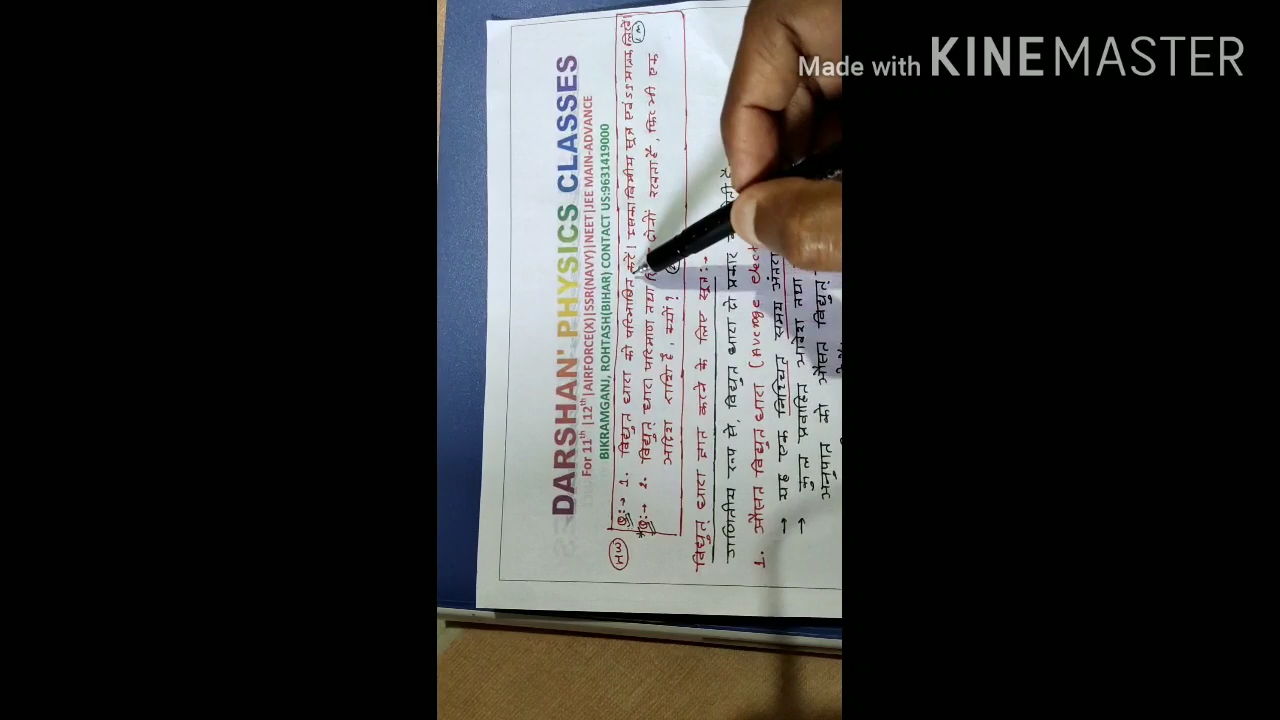 Made with KINEMASTER
DARSHAN' PHYSICS CLASSES
For 11th |12th |AIRFORCE(X)|SSR(NAVY)|NEET|JEE MAIN-ADVANCE
BIKRAMGANJ, ROHTASH(BIHAR) CONTACT US:9631419000
HW
Q:→ 1. विद्युत धारा को परिभाषित करें। इसका विमीय सूत्र एवं SI मात्रक लिखें।
Q:→ 2. विद्युत धारा परिमाण तथा दोनों रखता है, फिर भी एक
अदिश राशि है, क्यों?
विद्युत धारा ज्ञात करने के लिए सूत्र:-
गणितीय रूप से, विद्युत धारा दो प्रकार
1. औसत विद्युत धारा (Average elect
→ यह एक निश्चित समय अंतरा
→ कुल प्रवाहित आवेश तथा
अनुपात को औसत विद्युत